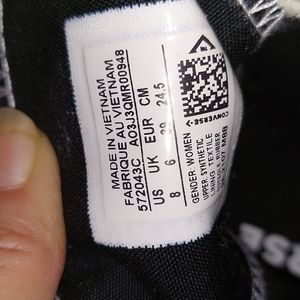 MADE IN VIETNAM
FABRIQUE AU VIETNAM
572043C A03J3QMR00948
US UK EUR CM
8 6 39 24.5
CONVERSE
GENDER: WOMEN
UPPER: SYNTHETIC
LINING: TEXTILE
OUTSOLE: RUBBER